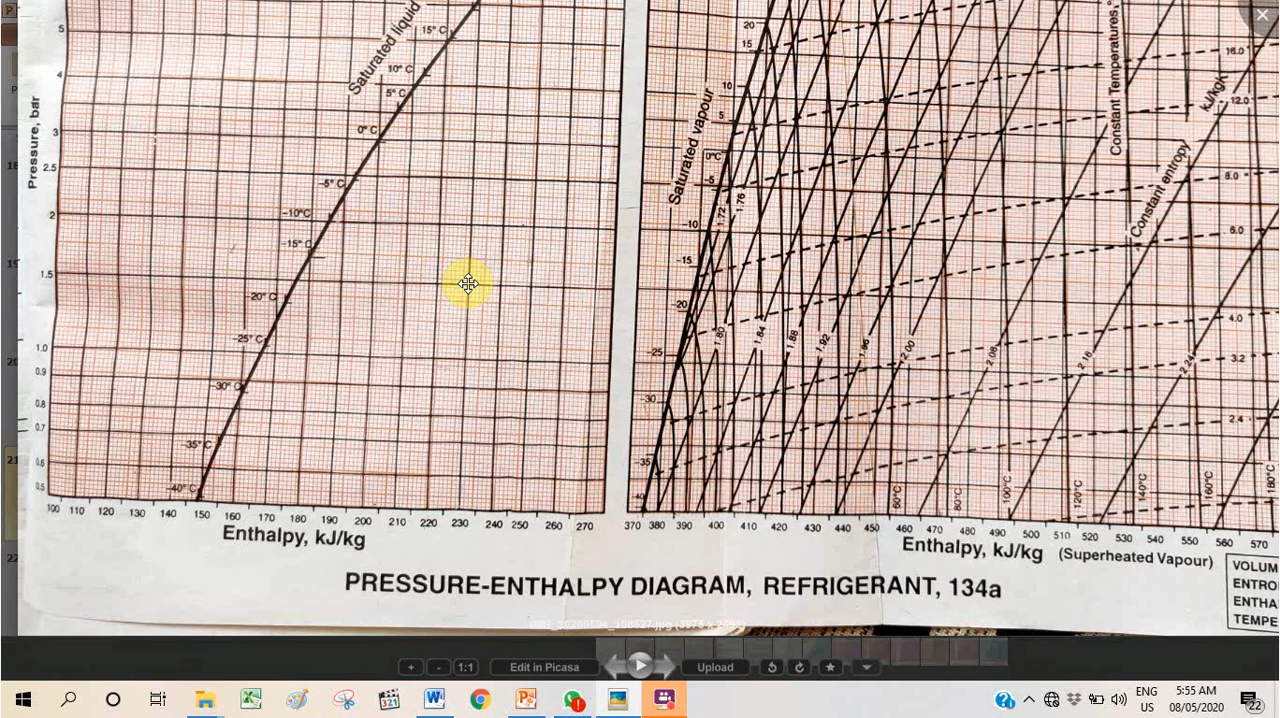 5
4
3
2.5
2
1.5
1.0
0.9
0.8
0.7
0.6
0.5
Pressure, bar
Saturated liquid
15° C
10° C
5° C
0° C
-5° C
-10°C
-15° C
20° C
-25° C
30° C
-35° C
-40° C
100 100 110 120 130 140 150 160 170 180 190 200 210 220 230 240 250 260 270
Enthalpy, kJ/kg
Saturated vapour
20
15
10
5
0°C
-5
-10
-15
-20
-25
-30
-35
-40
1.72
1.76
1.80
1.84
1.88
1.92
1.96
2.00
2.08
2.16
2.24
Constant Temperatures,
Constant entropy
kJ/kgK
16.0
12.0
8.0
6.0
4.0
3.2
2.4
60°C
80°C
100°C
120°C
140°C
160°C
180°C
370 380 390 400 410 420 430 440 450 460 470 480 490 500 510 520 530 540 550 560 570
Enthalpy, kJ/kg (Superheated Vapour)
PRESSURE-ENTHALPY DIAGRAM, REFRIGERANT, 134a
VOLUM
ENTRO
ENTHA
TEMPE
+ - 1:1 Edit in Picasa Upload
ENG
US
5:55 AM
08/05/2020
22